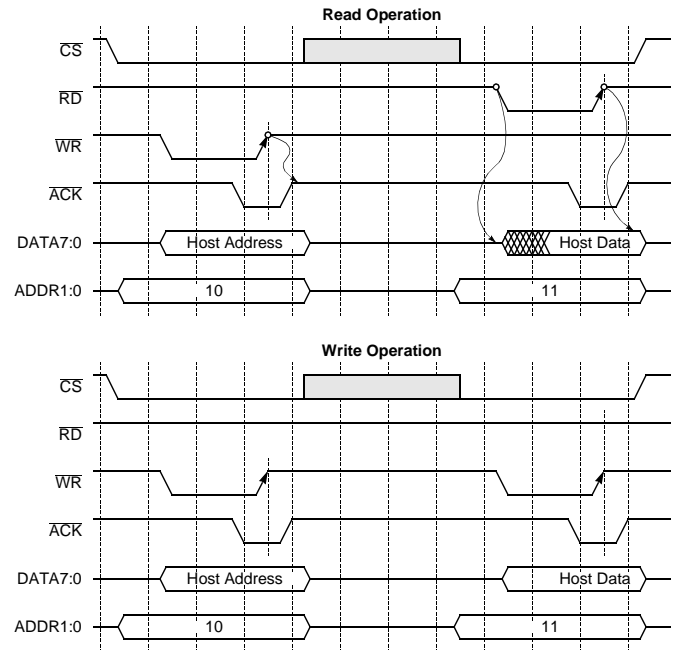 Read Operation
CS
RD
WR
ACK
DATA7:0 Host Address Host Data
ADDR1:0 10 11
Write Operation
CS
RD
WR
ACK
DATA7:0 Host Address Host Data
ADDR1:0 10 11